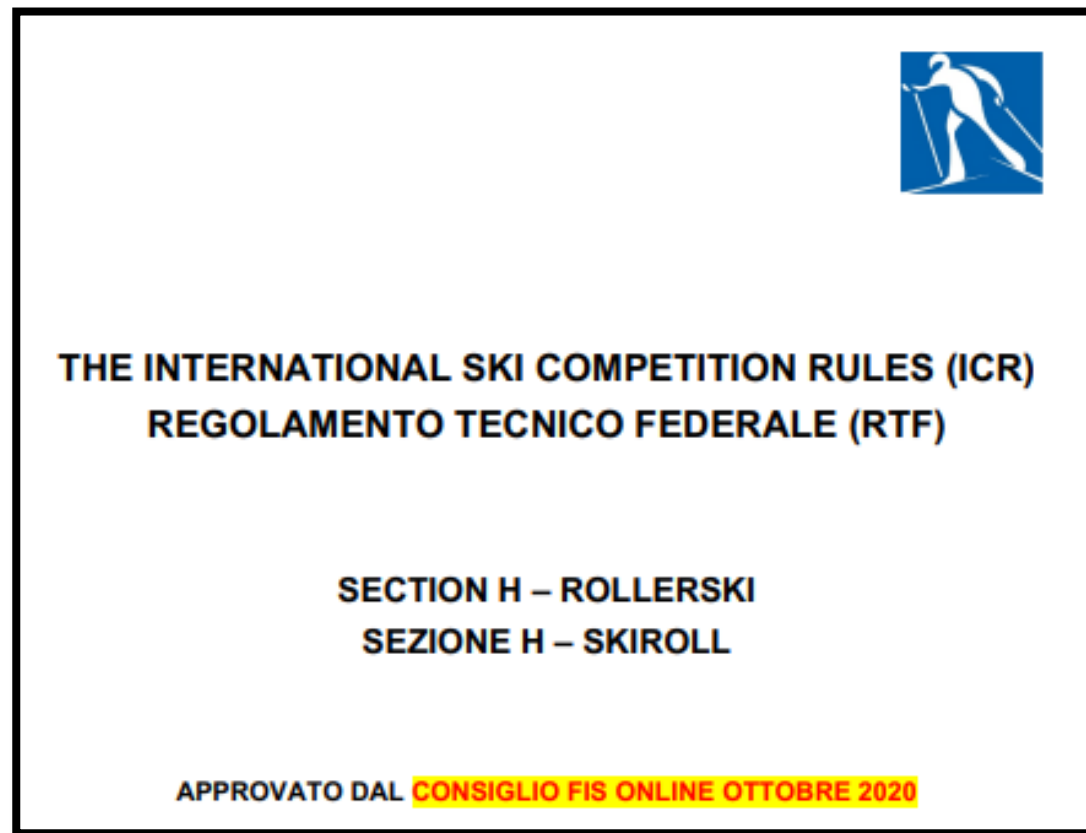 THE INTERNATIONAL SKI COMPETITION RULES (ICR)
REGOLAMENTO TECNICO FEDERALE (RTF)
SECTION H – ROLLERSKI
SEZIONE H – SKIROLL
APPROVATO DAL CONSIGLIO FIS ONLINE OTTOBRE 2020